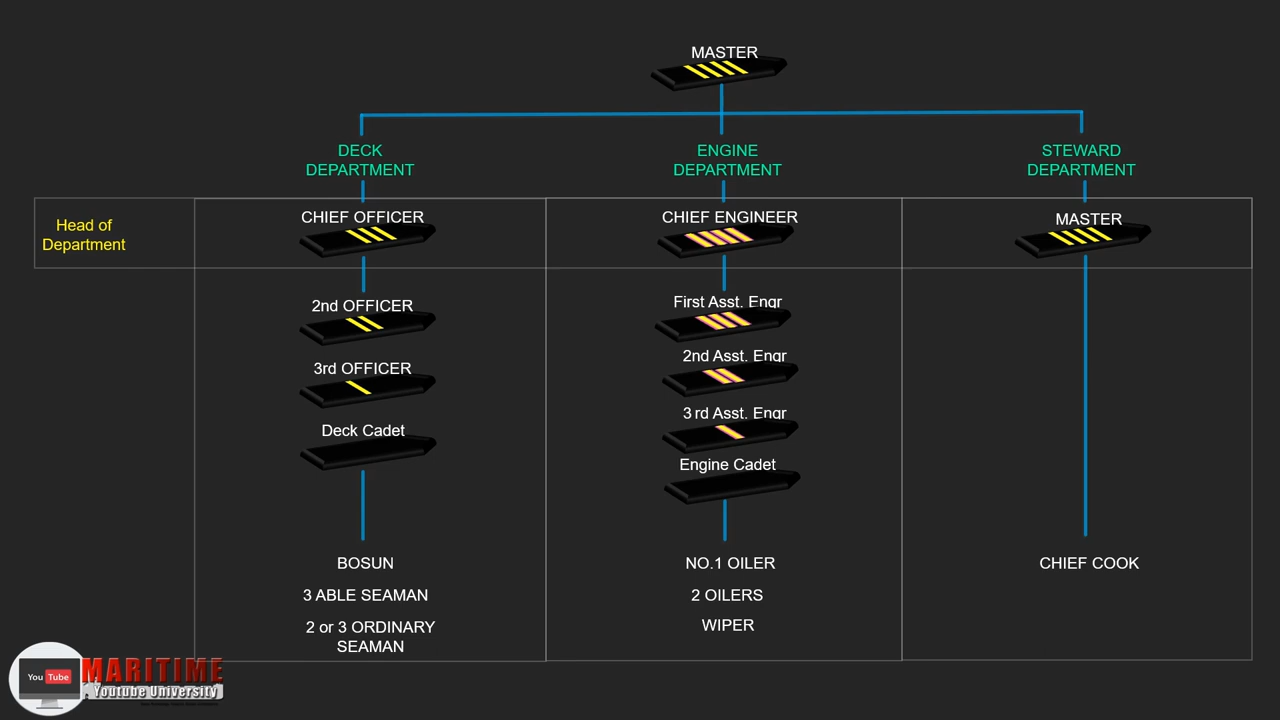 MASTER
DECK
DEPARTMENT
ENGINE
DEPARTMENT
STEWARD
DEPARTMENT
Head of
Department
CHIEF OFFICER
CHIEF ENGINEER
MASTER
2nd OFFICER
First Asst. Engr
3rd OFFICER
2nd Asst. Engr
Deck Cadet
3rd Asst. Engr
Engine Cadet
BOSUN
NO.1 OILER
CHIEF COOK
3 ABLE SEAMAN
2 OILERS
2 or 3 ORDINARY
SEAMAN
WIPER
You Tube
MARITIME
Youtube University